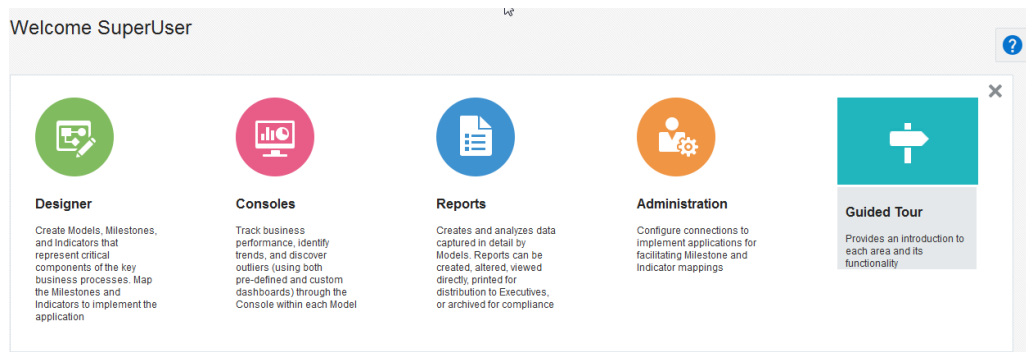 Welcome SuperUser
?
Designer
Create Models, Milestones,
and Indicators that
represent critical
components of the key
business processes. Map
the Milestones and
Indicators to implement the
application
Consoles
Track business
performance, identify
trends, and discover
outliers (using both
pre-defined and custom
dashboards) through the
Console within each Model
Reports
Creates and analyzes data
captured in detail by
Models. Reports can be
created, altered, viewed
directly, printed for
distribution to Executives,
or archived for compliance
Administration
Configure connections to
implement applications for
facilitating Milestone and
Indicator mappings
Guided Tour
Provides an introduction to
each area and its
functionality